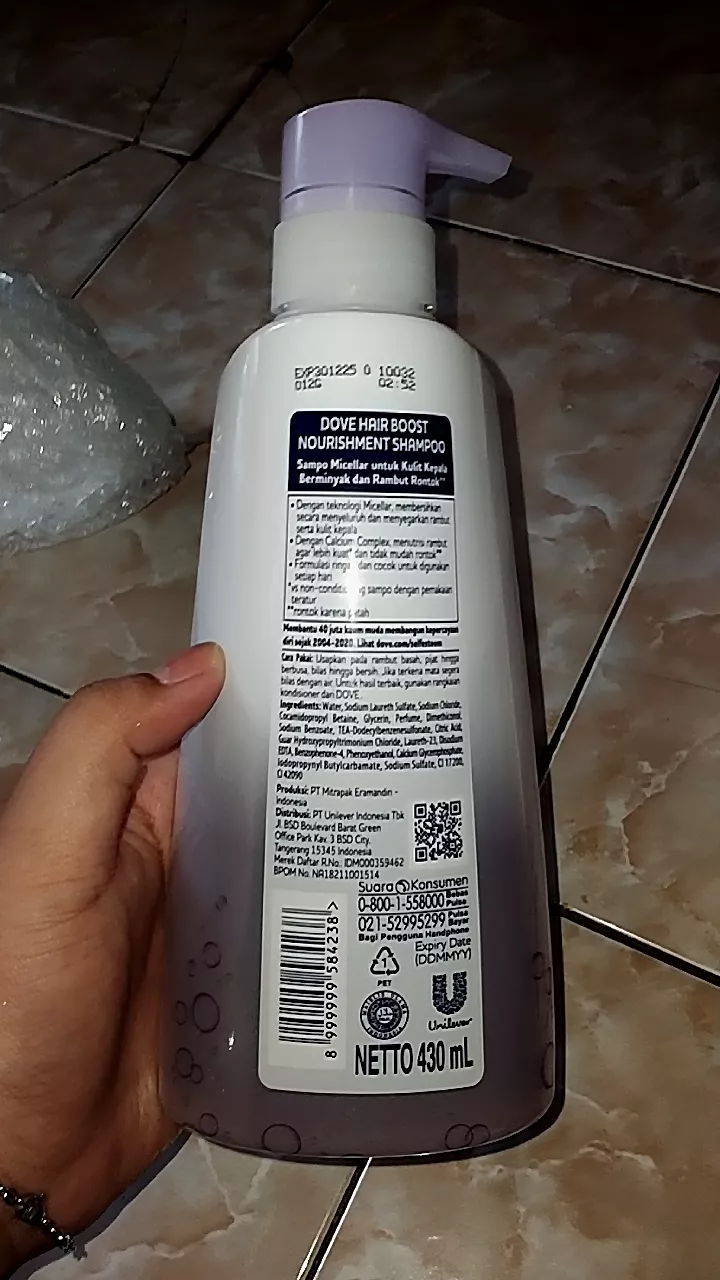 EXP301225 0 10032
012G 02:52
DOVE HAIR BOOST
NOURISHMENT SHAMPOO
Sampo Micellar untuk Kulit Kepala
Berminyak dan Rambut Rontok**
• Dengan teknologi Micellar, membersihkan
secara menyeluruh dan menyegarkan rambut
serta kulit kepala
• Dengan Calcium Complex, menutrisi rambut
agar lebih kuat* dan tidak mudah rontok**
• Formulasi dan cocok untuk digunakan
setiap hari
*vs sampo dengan pemakaian
teratur
**rontok karena patah
Membantu 40 juta kaum muda membangun kepercayaan
diri sejak 2004-2020. Lihat dove.com/selfesteem
Cara Pakai: Usapkan pada rambut basah, pijat hingga
berbusa, bilas hingga bersih. Jika terkena mata segera
bilas dengan air. Untuk hasil terbaik, gunakan rangkaian
kondisioner dari DOVE.
Ingredients: Water, Sodium Laureth Sulfate, Sodium Chloride,
Cocamidopropyl Betaine, Glycerin, Perfume, Dimethiconol,
Sodium Benzoate, TEA-Dodecylbenzenesulfonate, Citric Acid,
Guar Hydroxypropyltrimonium Chloride, Laureth-23, Disodium
EDTA, Benzophenone-4, Phenoxyethanol, Calcium Glycerophosphate,
Iodopropynyl Butylcarbamate, Sodium Sulfate, CI 17200,
CI 42090
Produksi: PT Mitrapak Eramandiri -
Indonesia
Distribusi: PT Unilever Indonesia Tbk
Jl. BSD Boulevard Barat Green
Office Park Kav. 3 BSD City.
Tangerang 15345 Indonesia
Merek Daftar R.No.: IDM000359462
BPOM No. NA18211001514
Suara Konsumen
0-800-1-558000 Bebas Pulsa
021-52995299 Pulsa Bayar
Bagi Pengguna Handphone
Expiry Date
(DDMMYY)
1
PET
Unilever
8 999999 584238 >
NETTO 430 mL